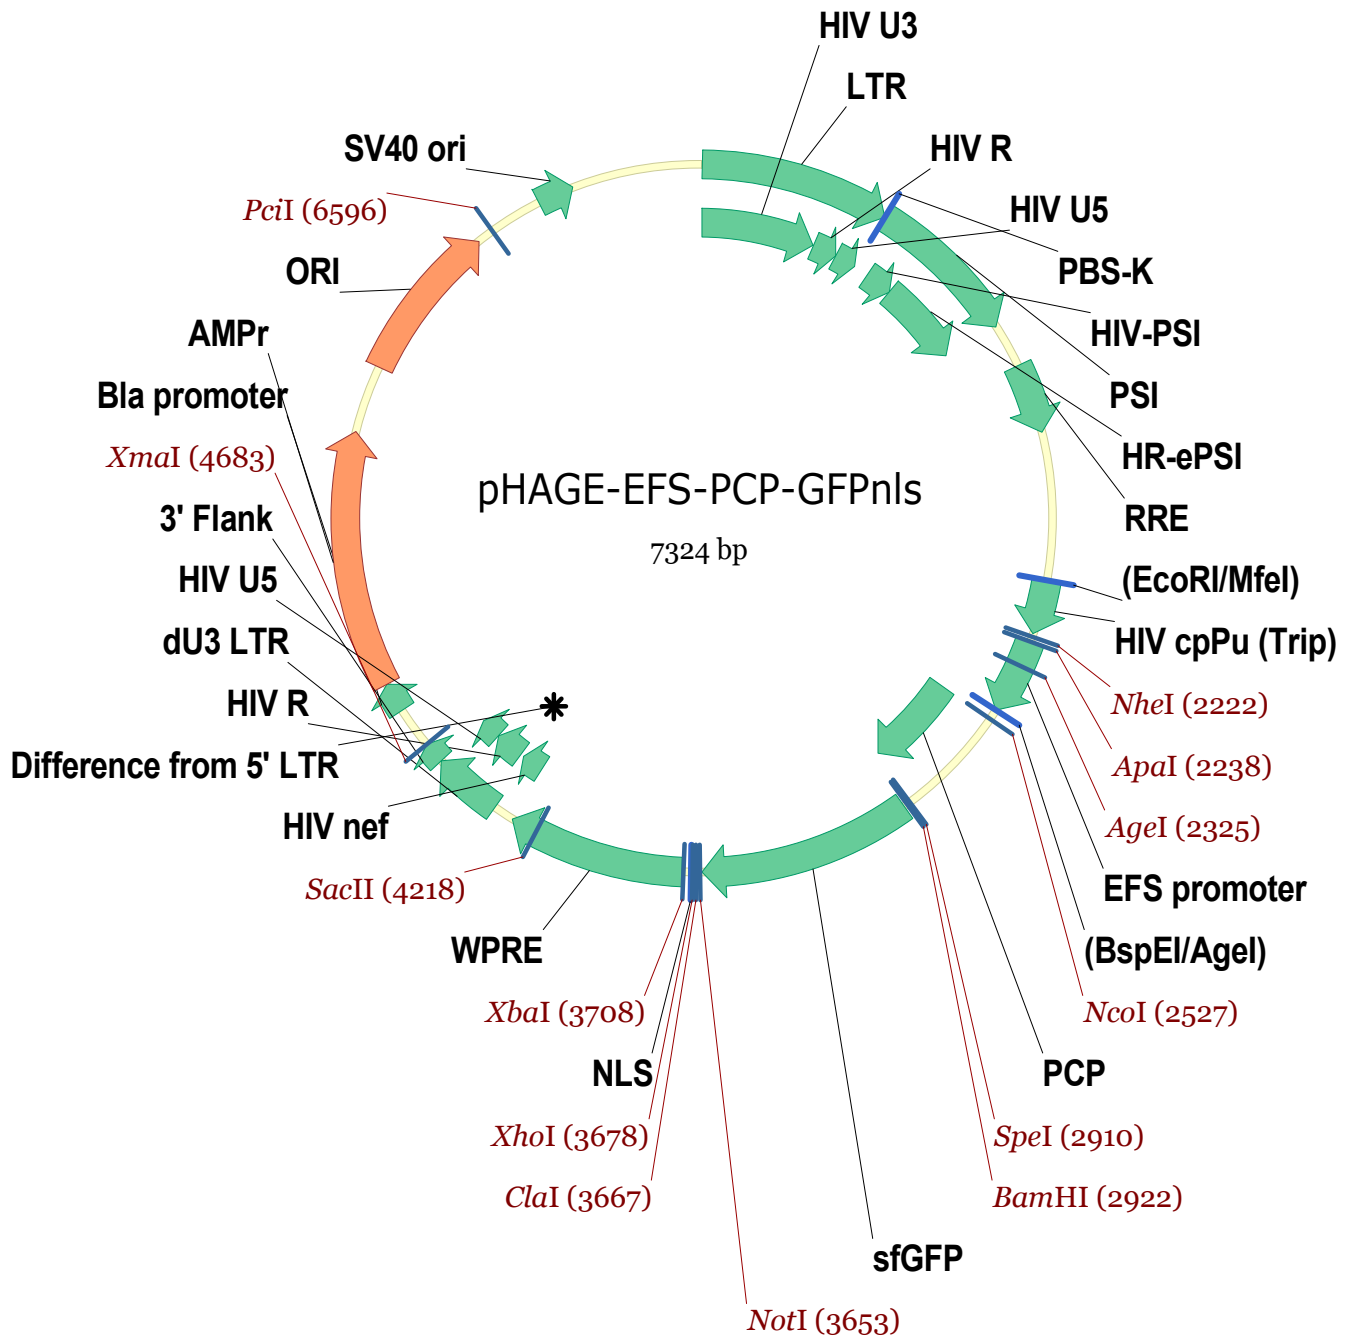 HIV U3
LTR
SV40 ori
HIV R
PciI (6596)
HIV U5
ORI
PBS-K
AMPr
HIV-PSI
Bla promoter
PSI
XmaI (4683)
HR-ePSI
pHAGE-EFS-PCP-GFPnls
3' Flank
RRE
7324 bp
HIV U5
(EcoRI/MfeI)
dU3 LTR
HIV cpPu (Trip)
HIV R
NheI (2222)
Difference from 5' LTR
*
ApaI (2238)
HIV nef
AgeI (2325)
SacII (4218)
EFS promoter
WPRE
(BspEI/AgeI)
XbaI (3708)
NcoI (2527)
NLS
PCP
XhoI (3678)
SpeI (2910)
ClaI (3667)
BamHI (2922)
sfGFP
NotI (3653)